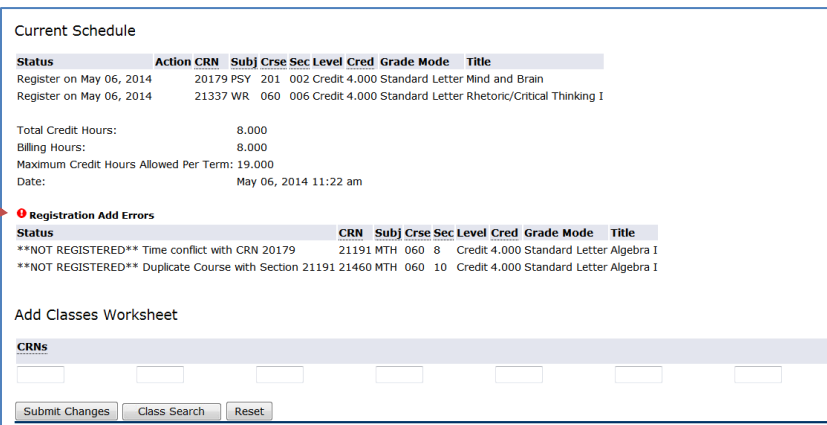 Current Schedule
Status Action CRN Subj Crse Sec Level Cred Grade Mode Title
Register on May 06, 2014 20179 PSY 201 002 Credit 4.000 Standard Letter Mind and Brain
Register on May 06, 2014 21337 WR 060 006 Credit 4.000 Standard Letter Rhetoric/Critical Thinking I
Total Credit Hours: 8.000
Billing Hours: 8.000
Maximum Credit Hours Allowed Per Term: 19.000
Date: May 06, 2014 11:22 am
Registration Add Errors
Status CRN Subj Crse Sec Level Cred Grade Mode Title
**NOT REGISTERED** Time conflict with CRN 20179 21191 MTH 060 8 Credit 4.000 Standard Letter Algebra I
**NOT REGISTERED** Duplicate Course with Section 21191 21460 MTH 060 10 Credit 4.000 Standard Letter Algebra I
Add Classes Worksheet
CRNs
Submit Changes Class Search Reset